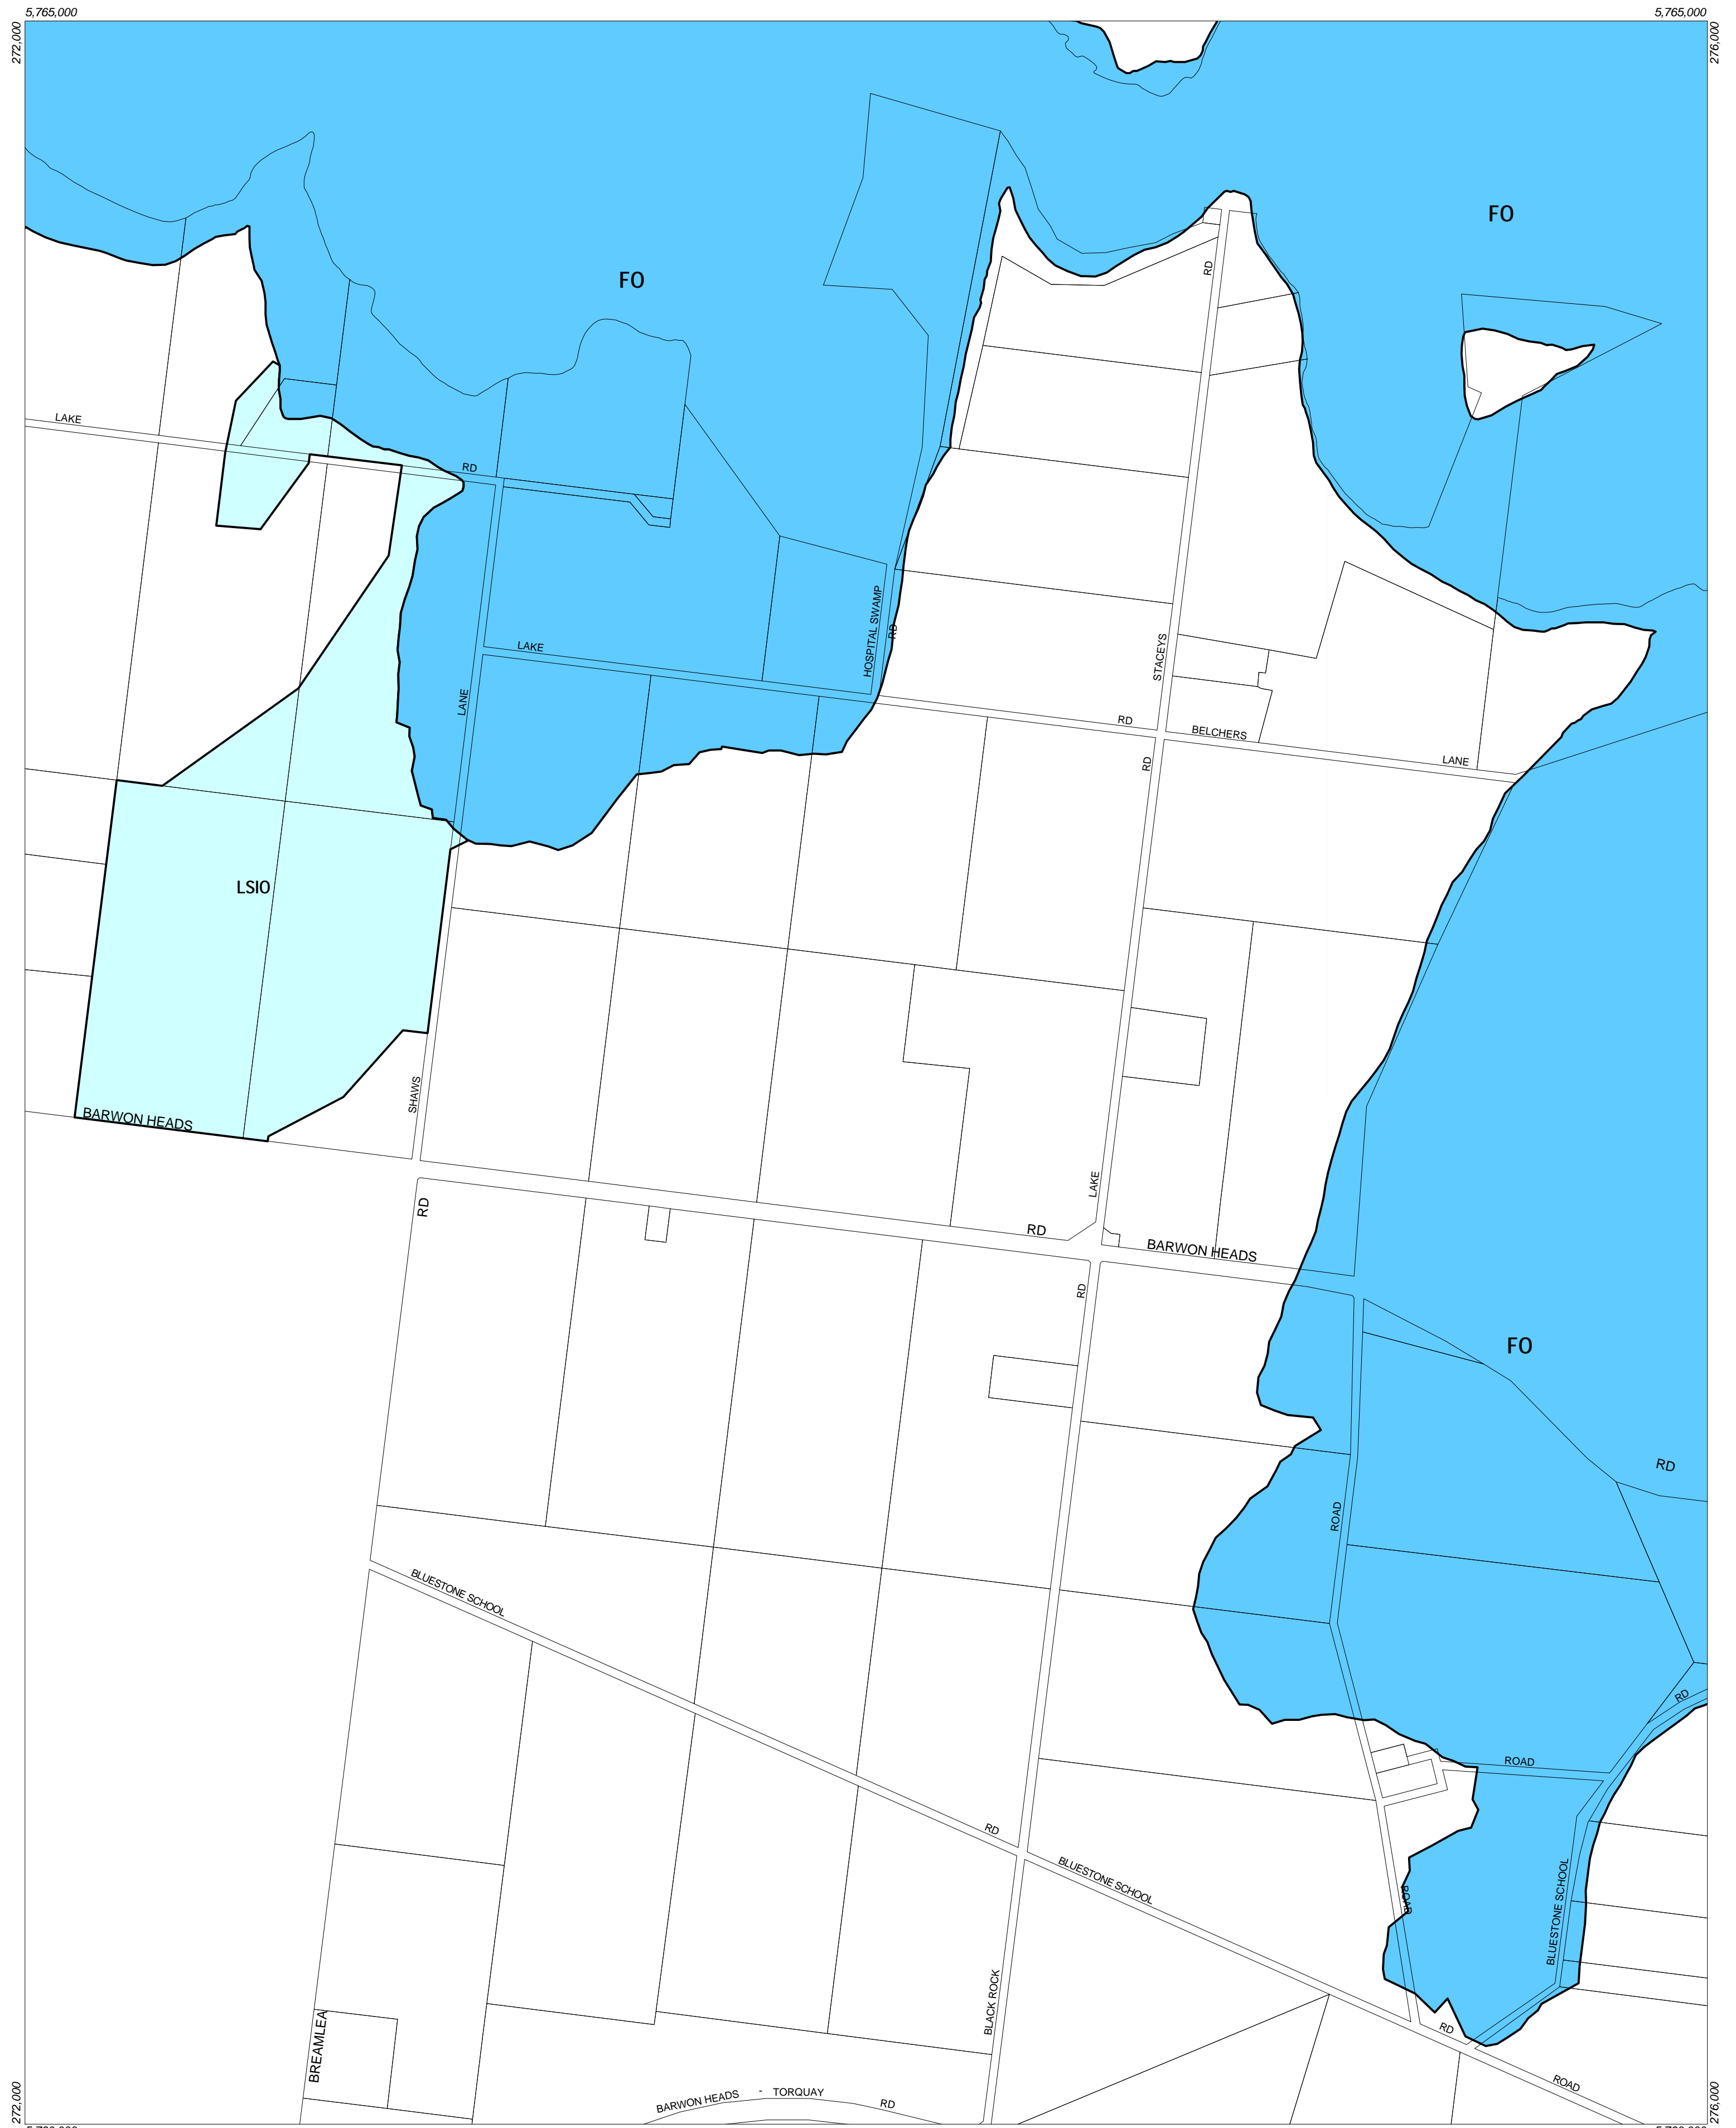 5,765,000
5,765,000
272,000
276,000
FO
FO
RD
LAKE
RD
HOSPITAL SWAMP
RD
LAKE
STACEYS
LANE
RD
BELCHERS
LANE
RD
LSIO
SHAWS
BARWON HEADS
LAKE
RD
RD
BARWON HEADS
RD
FO
RD
ROAD
BLUESTONE SCHOOL
RD
ROAD
RD
BLUESTONE SCHOOL
ROAD
BLUESTONE SCHOOL
BLACK ROCK
RD
BREAMLEA
ROAD
BARWON HEADS - TORQUAY
RD
272,000
276,000